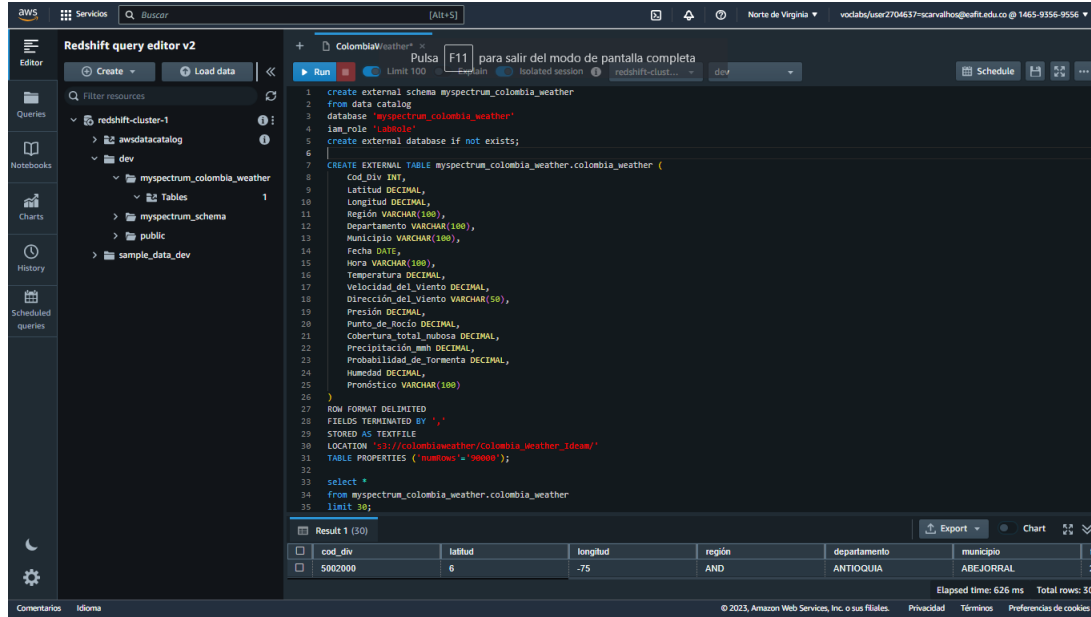 aws
Servicios
Buscar
[Alt+S]
Norte de Virginia
voclabs/user2704637=scarvalhos@eafit.edu.co @ 1465-9356-9556
Editor
Queries
Notebooks
Charts
History
Scheduled queries
Redshift query editor v2
Create
Load data
Filter resources
redshift-cluster-1
awsdatacatalog
dev
myspectrum_colombia_weather
Tables 1
myspectrum_schema
public
sample_data_dev
ColombiaWeather*
Pulsa F11 para salir del modo de pantalla completa
Run Limit 100 Explain Isolated session redshift-clust... dev Schedule
1 create external schema myspectrum_colombia_weather
2 from data catalog
3 database 'myspectrum_colombia_weather'
4 iam_role 'LabRole'
5 create external database if not exists;
6
7 CREATE EXTERNAL TABLE myspectrum_colombia_weather.colombia_weather (
8 Cod_Div INT,
9 Latitud DECIMAL,
10 Longitud DECIMAL,
11 Región VARCHAR(100),
12 Departamento VARCHAR(100),
13 Municipio VARCHAR(100),
14 Fecha DATE,
15 Hora VARCHAR(100),
16 Temperatura DECIMAL,
17 Velocidad_del_Viento DECIMAL,
18 Dirección_del_Viento VARCHAR(50),
19 Presión DECIMAL,
20 Punto_de_Rocío DECIMAL,
21 Cobertura_total_nubosa DECIMAL,
22 Precipitación_mmh DECIMAL,
23 Probabilidad_de_Tormenta DECIMAL,
24 Humedad DECIMAL,
25 Pronóstico VARCHAR(100)
26 )
27 ROW FORMAT DELIMITED
28 FIELDS TERMINATED BY ','
29 STORED AS TEXTFILE
30 LOCATION 's3://colombiaweather/Colombia_Weather_Ideam/'
31 TABLE PROPERTIES ('numRows'='90000');
32
33 select *
34 from myspectrum_colombia_weather.colombia_weather
35 limit 30;
Result 1 (30)
Export Chart
cod_div latitud longitud región departamento municipio
5002000 6 -75 AND ANTIOQUIA ABEJORRAL
Elapsed time: 626 ms Total rows: 30
Comentarios Idioma © 2023, Amazon Web Services, Inc. o sus filiales. Privacidad Términos Preferencias de cookies